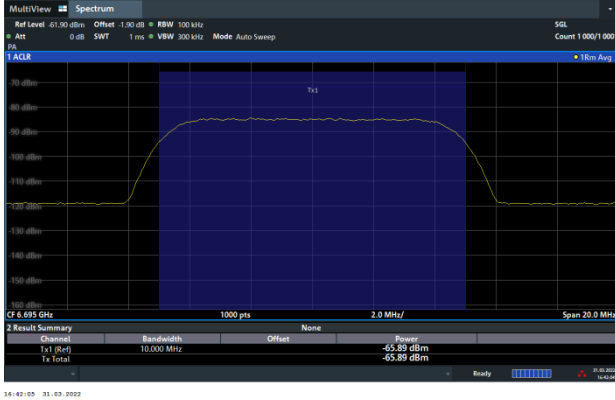 MultiView Spectrum
Ref Level -61.90 dBm Offset -1.90 dB RBW 100 kHz SGL
Att 0 dB SWT 1 ms VBW 300 kHz Mode Auto Sweep Count 1000/1000
PA
1 ACLR 1Rm Avg
-70 dBm
Tx1
-80 dBm
-90 dBm
-100 dBm
-110 dBm
-120 dBm
-130 dBm
-140 dBm
-150 dBm
-160 dBm
CF 6.695 GHz 1000 pts 2.0 MHz/ Span 20.0 MHz
2 Result Summary None
Channel Bandwidth Offset Power
Tx1 (Ref) 10.000 MHz -65.89 dBm
Tx Total -65.89 dBm
Ready 31.03.2022
16:42:04
16:42:05 31.03.2022